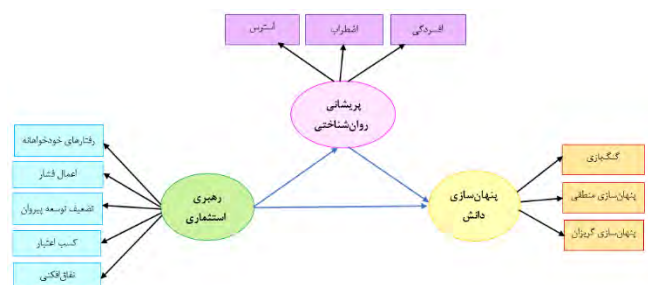 استرس
اضطراب
افسردگی
پریشانی
روان‌شناختی
رفتارهای خودخواهانه
اعمال فشار
تضعیف توسعه پیروان
کسب اعتبار
نفاق‌افکنی
رهبری
استثماری
پنهان‌سازی
دانش
گنگ‌بازی
پنهان‌سازی منطقی
پنهان‌سازی گریزان